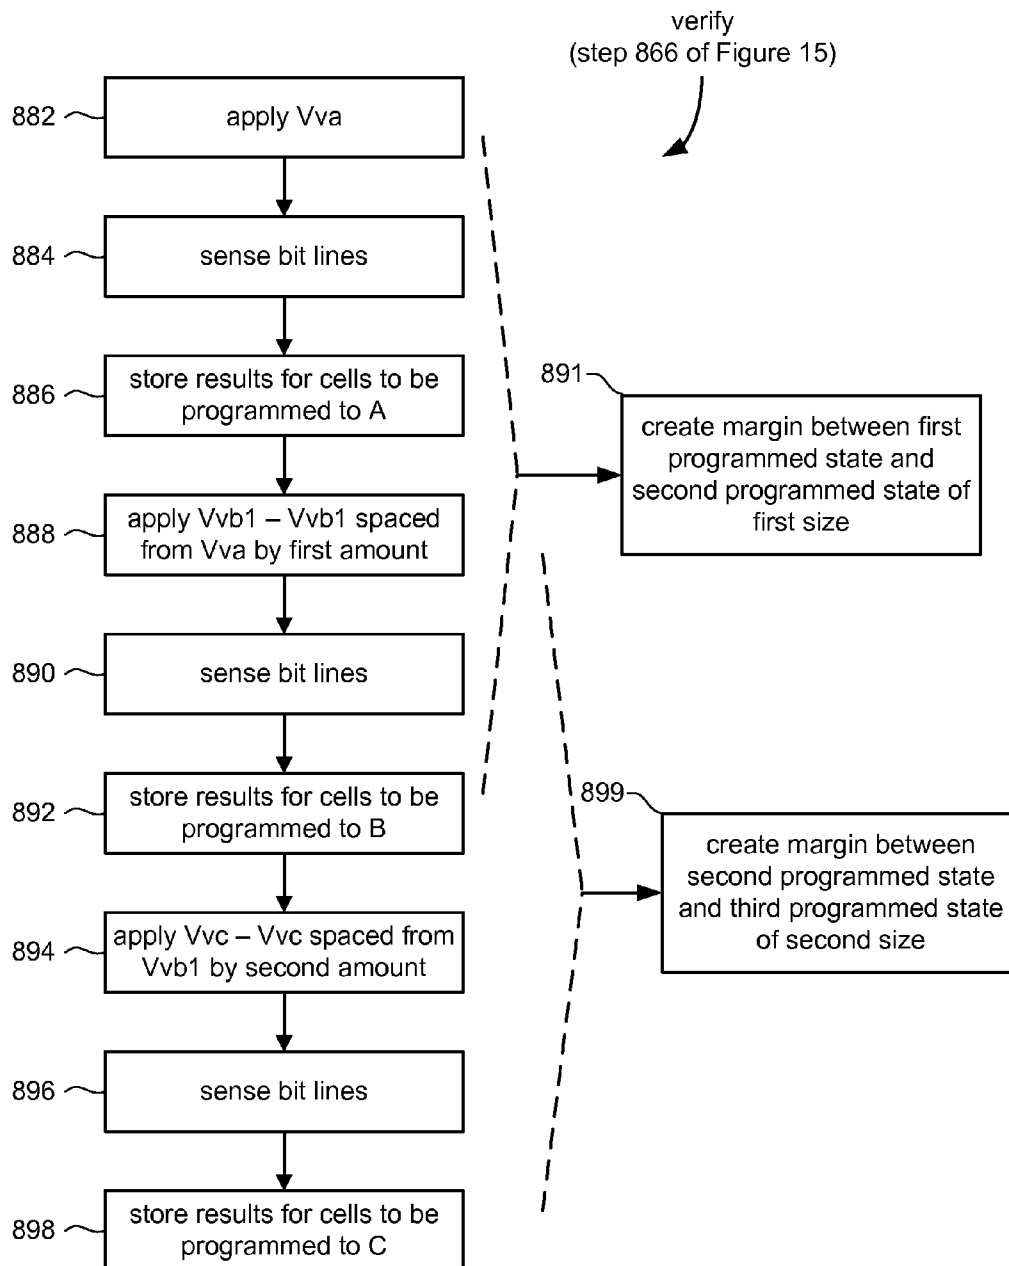 verify
(step 866 of Figure 15)
882
apply Vva
884
sense bit lines
886
store results for cells to be
programmed to A
891
create margin between first
programmed state and
second programmed state of
first size
888
apply Vvb1 – Vvb1 spaced
from Vva by first amount
890
sense bit lines
892
store results for cells to be
programmed to B
899
create margin between
second programmed state
and third programmed state
of second size
894
apply Vvc – Vvc spaced from
Vvb1 by second amount
896
sense bit lines
898
store results for cells to be
programmed to C